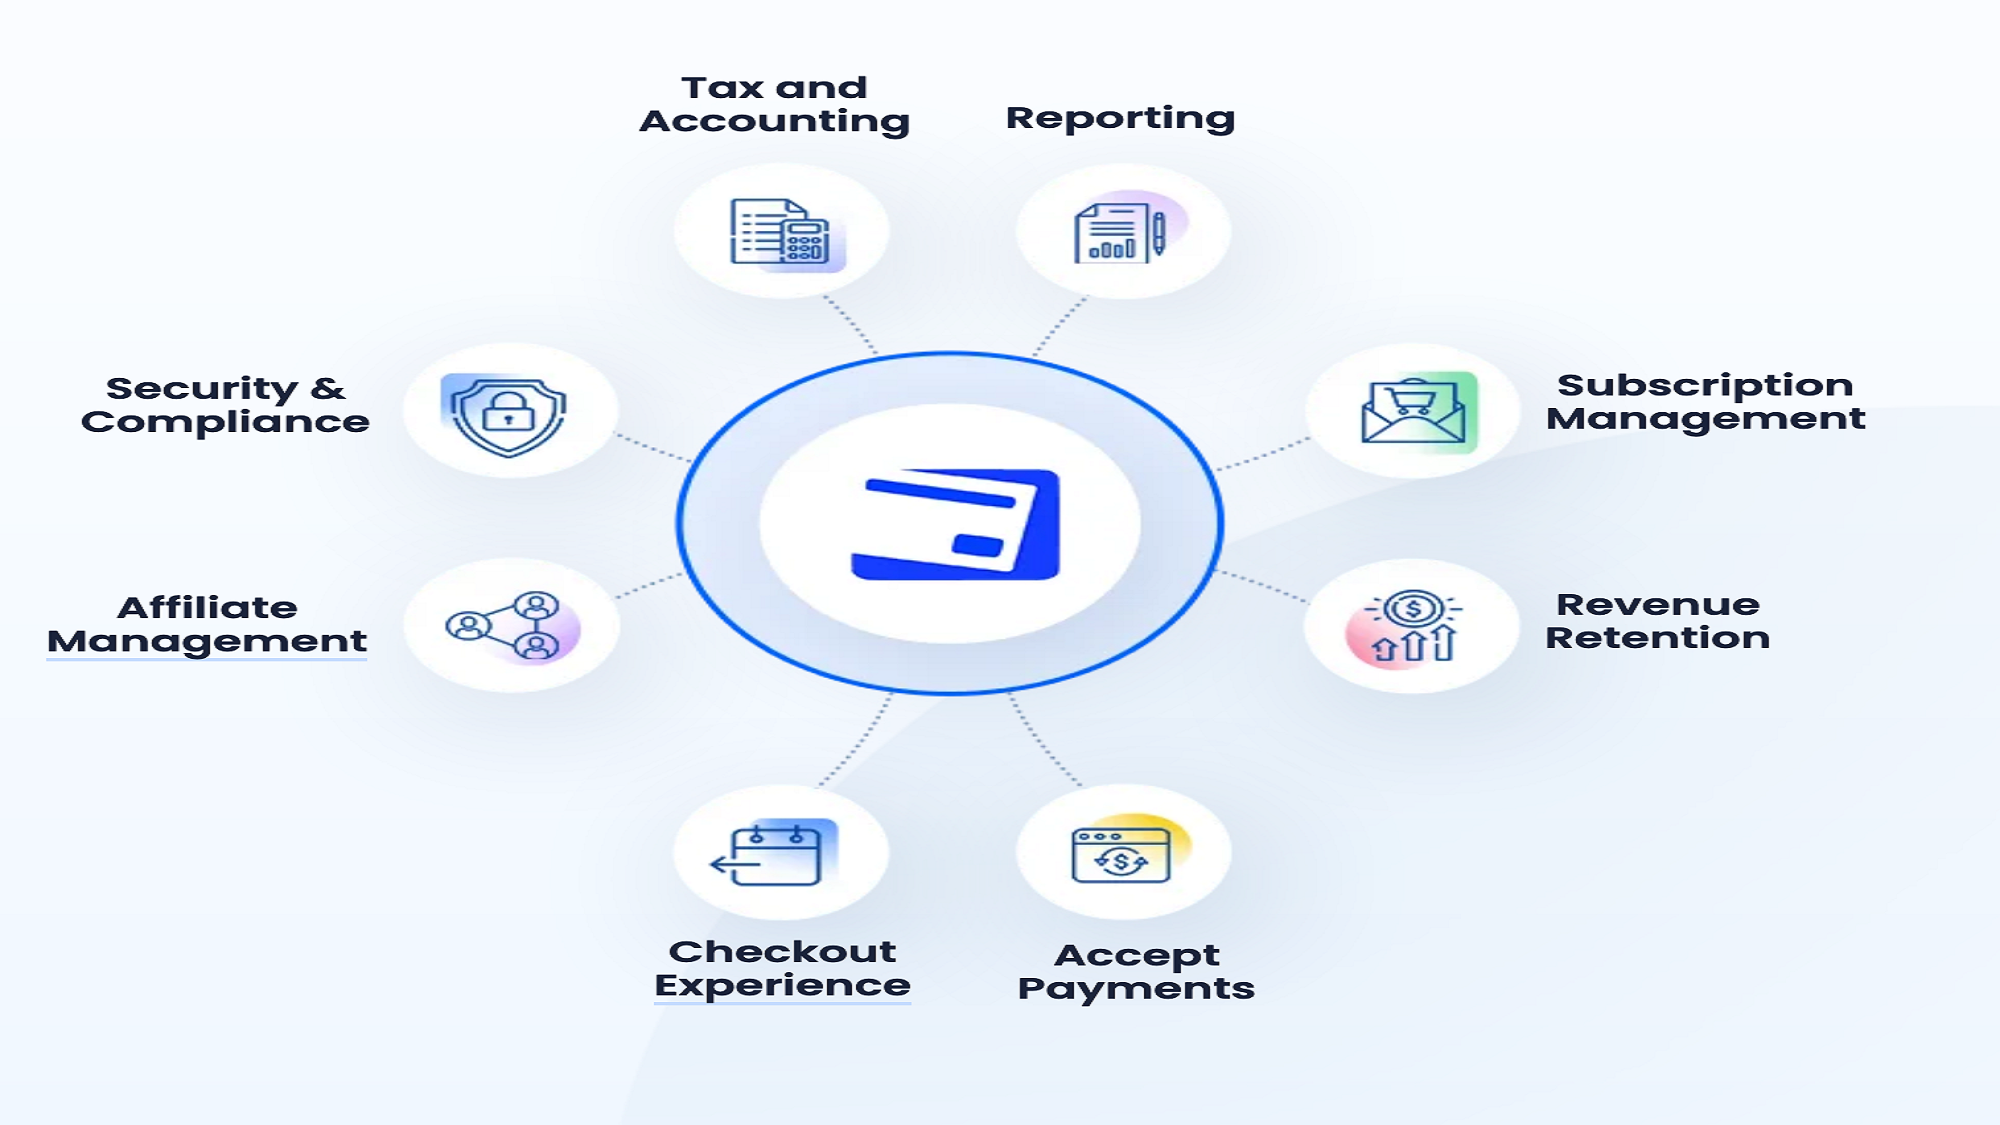 Tax and
Accounting
Reporting
Security &
Compliance
Subscription
Management
Affiliate
Management
Revenue
Retention
Checkout
Experience
Accept
Payments